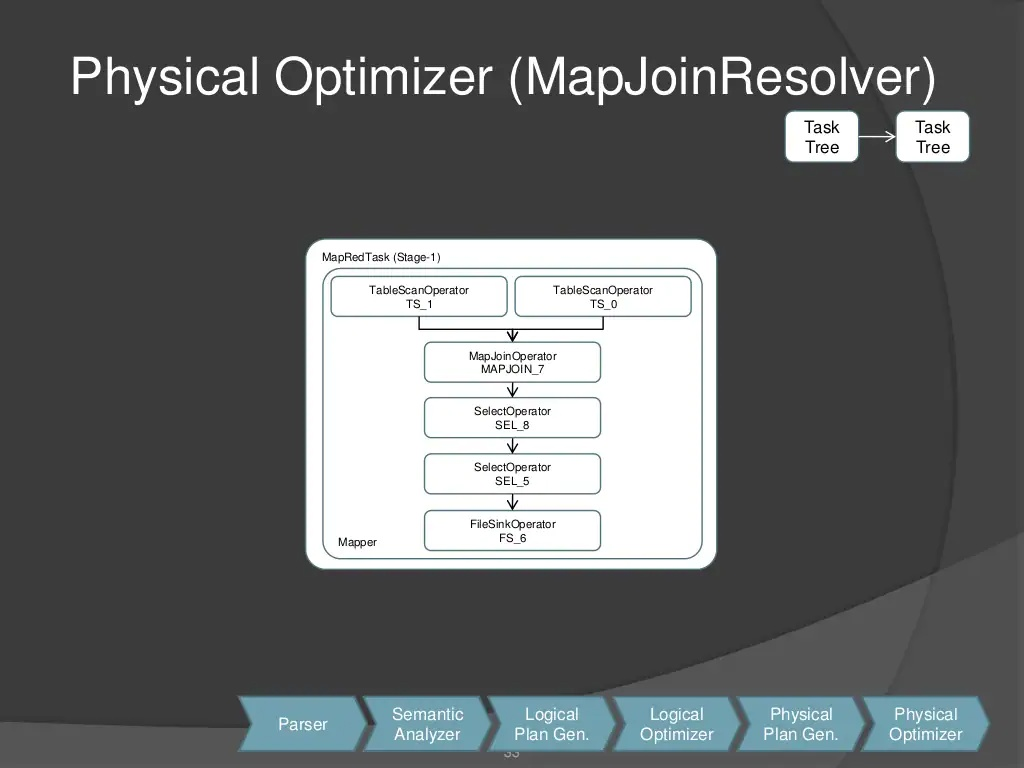 Physical Optimizer (MapJoinResolver)
Task
Tree
Task
Tree
MapRedTask (Stage-1)
TableScanOperator
TS_1
TableScanOperator
TS_0
MapJoinOperator
MAPJOIN_7
SelectOperator
SEL_8
SelectOperator
SEL_5
FileSinkOperator
FS_6
Mapper
Parser
Semantic
Analyzer
Logical
Plan Gen.
Logical
Optimizer
Physical
Plan Gen.
Physical
Optimizer